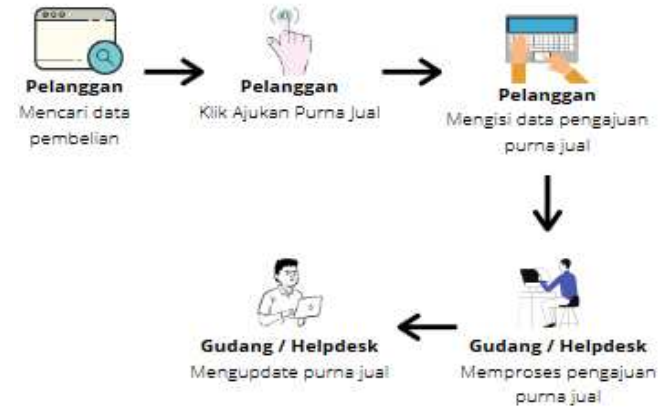 Pelanggan
Mencari data
pembelian
Pelanggan
Klik Ajukan Purna Jual
Pelanggan
Mengisi data pengajuan
purna jual
Gudang / Helpdesk
Mengupdate purna jual
Gudang / Helpdesk
Memproses pengajuan
purna jual